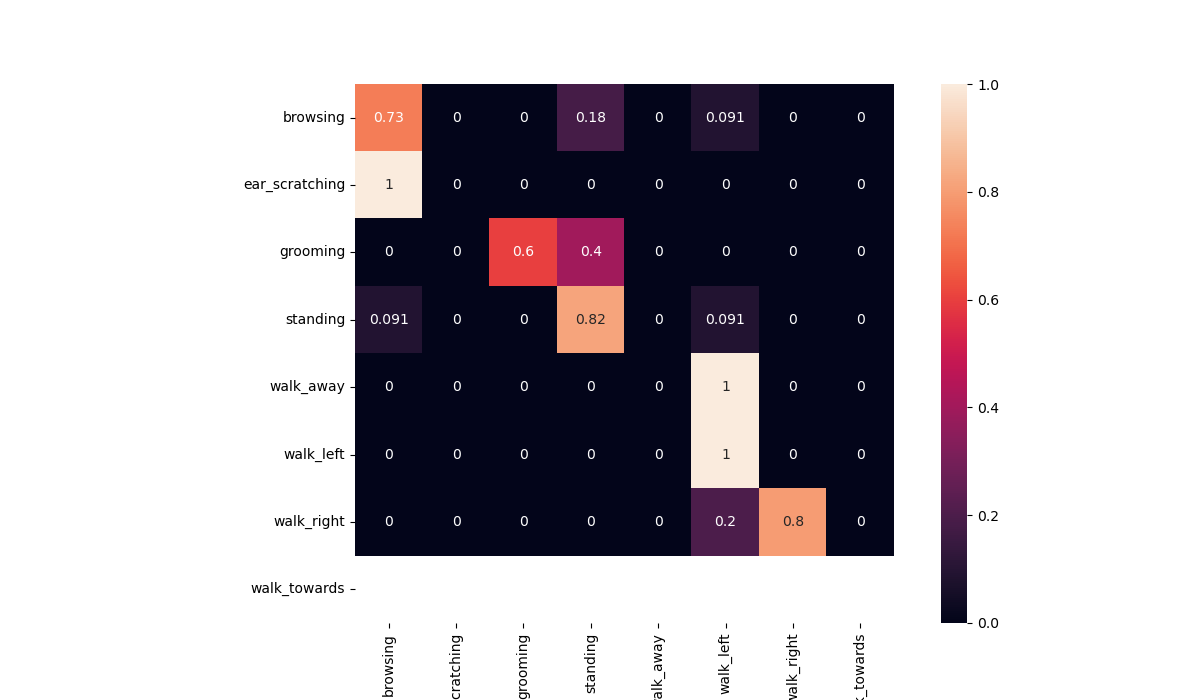 browsing 0.73 0 0 0.18 0 0.091 0 0
ear_scratching 1 0 0 0 0 0 0 0
grooming 0 0 0.6 0.4 0 0 0 0
standing 0.091 0 0 0.82 0 0.091 0 0
walk_away 0 0 0 0 0 1 0 0
walk_left 0 0 0 0 0 1 0 0
walk_right 0 0 0 0 0 0.2 0.8 0
walk_towards
browsing
cratching
grooming
standing
alk_away
walk_left
walk_right
_towards
1.0
0.8
0.6
0.4
0.2
0.0